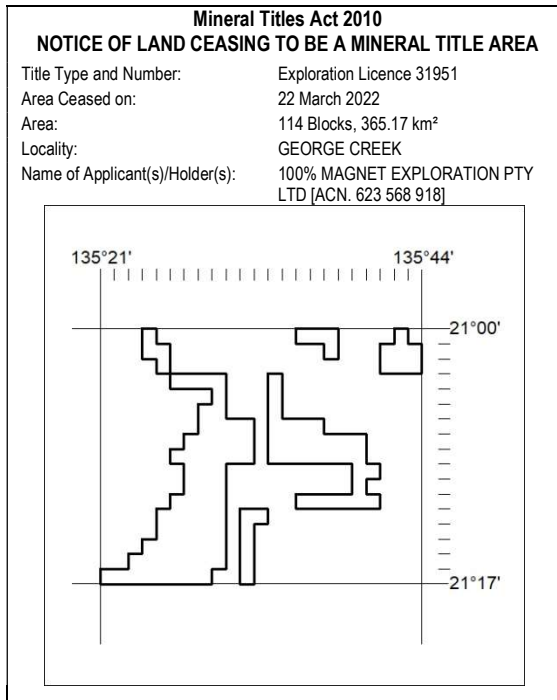 Mineral Titles Act 2010
NOTICE OF LAND CEASING TO BE A MINERAL TITLE AREA
Title Type and Number: Exploration Licence 31951
Area Ceased on: 22 March 2022
Area: 114 Blocks, 365.17 km²
Locality: GEORGE CREEK
Name of Applicant(s)/Holder(s): 100% MAGNET EXPLORATION PTY
LTD [ACN. 623 568 918]
135°21' 135°44'
21°00'
21°17'